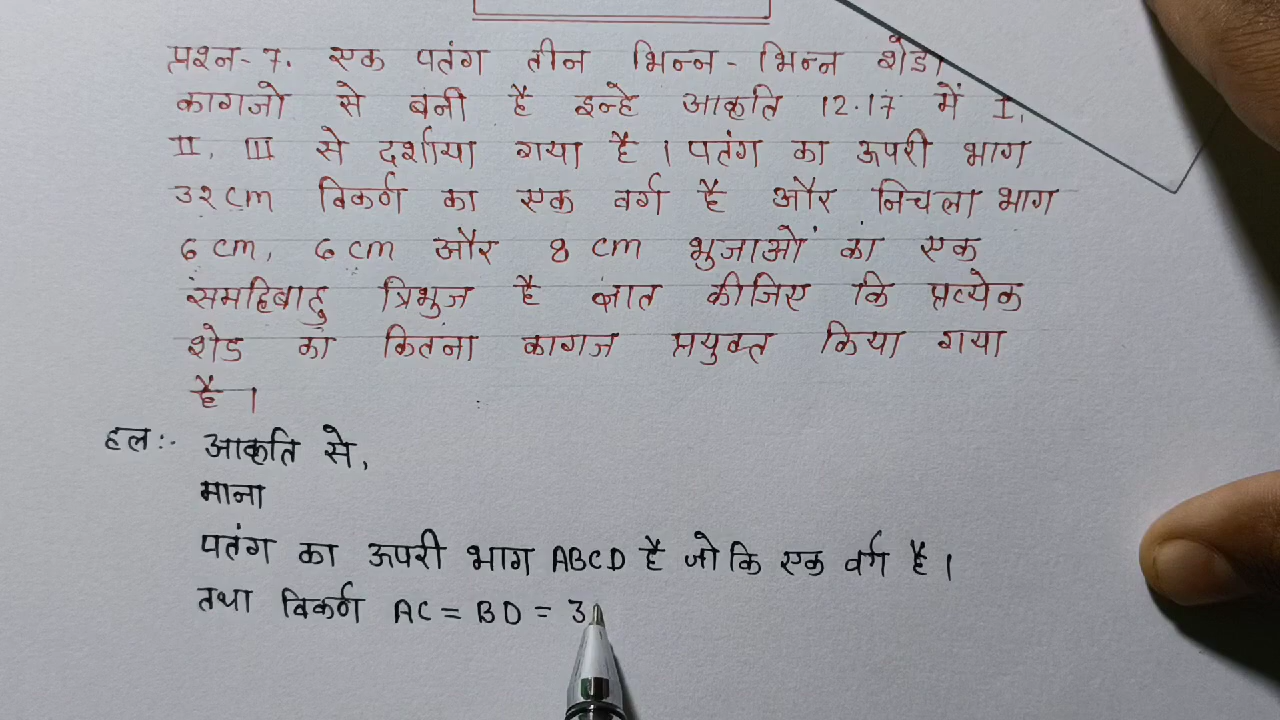 प्रश्न-7. एक पतंग तीन भिन्न-भिन्न शेडो
कागजो से बनी है इन्हे आकृति 12.17 में I,
II, III से दर्शाया गया है । पतंग का ऊपरी भाग
32 cm विकर्ण का एक वर्ग है और निचला भाग
6 cm, 6 cm और 8 cm भुजाओं का एक
समद्विबाहु त्रिभुज है ज्ञात कीजिए कि प्रत्येक
शेड का कितना कागज प्रयुक्त किया गया
है ।
हल:- आकृति से,
माना
पतंग का ऊपरी भाग ABCD है जो कि एक वर्ग है ।
तथा विकर्ण AC = BD = 3